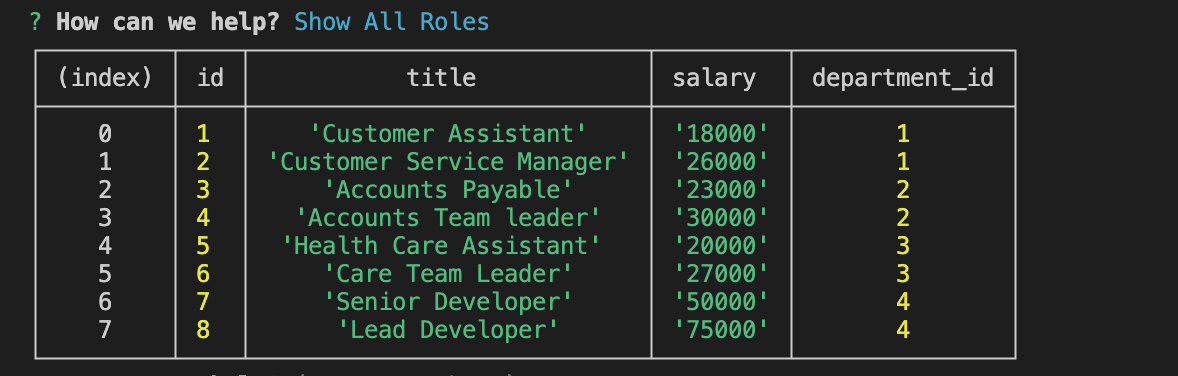 ? How can we help? Show All Roles
(index) id title salary department_id
0 1 'Customer Assistant' '18000' 1
1 2 'Customer Service Manager' '26000' 1
2 3 'Accounts Payable' '23000' 2
3 4 'Accounts Team leader' '30000' 2
4 5 'Health Care Assistant' '20000' 3
5 6 'Care Team Leader' '27000' 3
6 7 'Senior Developer' '50000' 4
7 8 'Lead Developer' '75000' 4